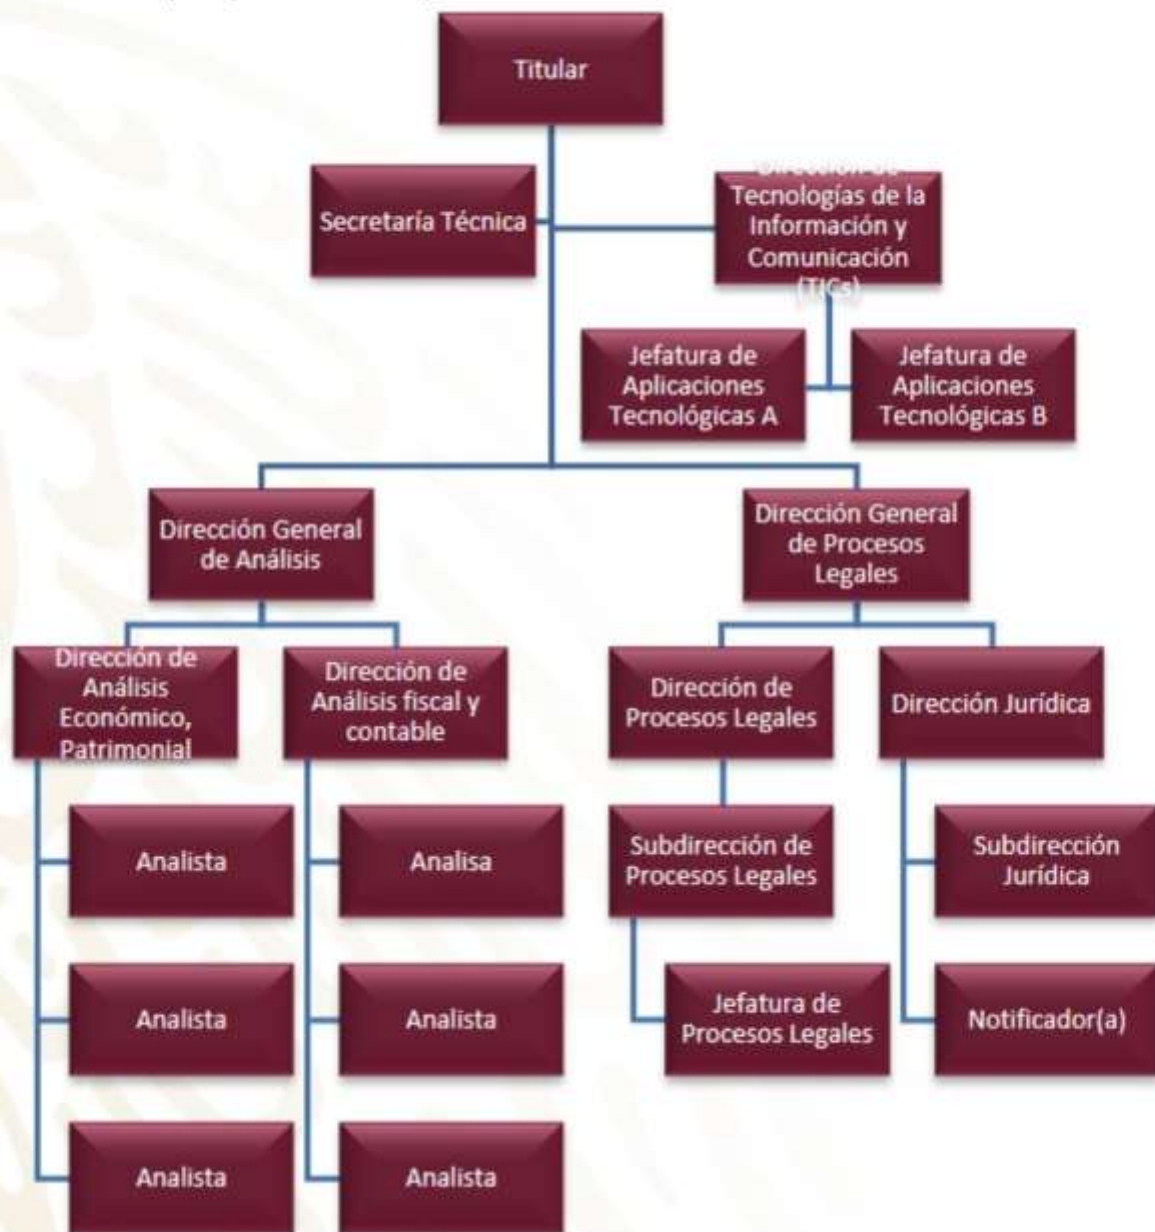 Titular
Secretaría Técnica
Dirección de
Tecnologías de la
Información y
Comunicación
(TICs)
Jefatura de
Aplicaciones
Tecnológicas A
Jefatura de
Aplicaciones
Tecnológicas B
Dirección General
de Análisis
Dirección General
de Procesos
Legales
Dirección de
Análisis
Económico,
Patrimonial
Dirección de
Análisis fiscal y
contable
Dirección de
Procesos Legales
Dirección Jurídica
Analista
Analisa
Subdirección de
Procesos Legales
Subdirección
Jurídica
Analista
Analista
Jefatura de
Procesos Legales
Notificador(a)
Analista
Analista